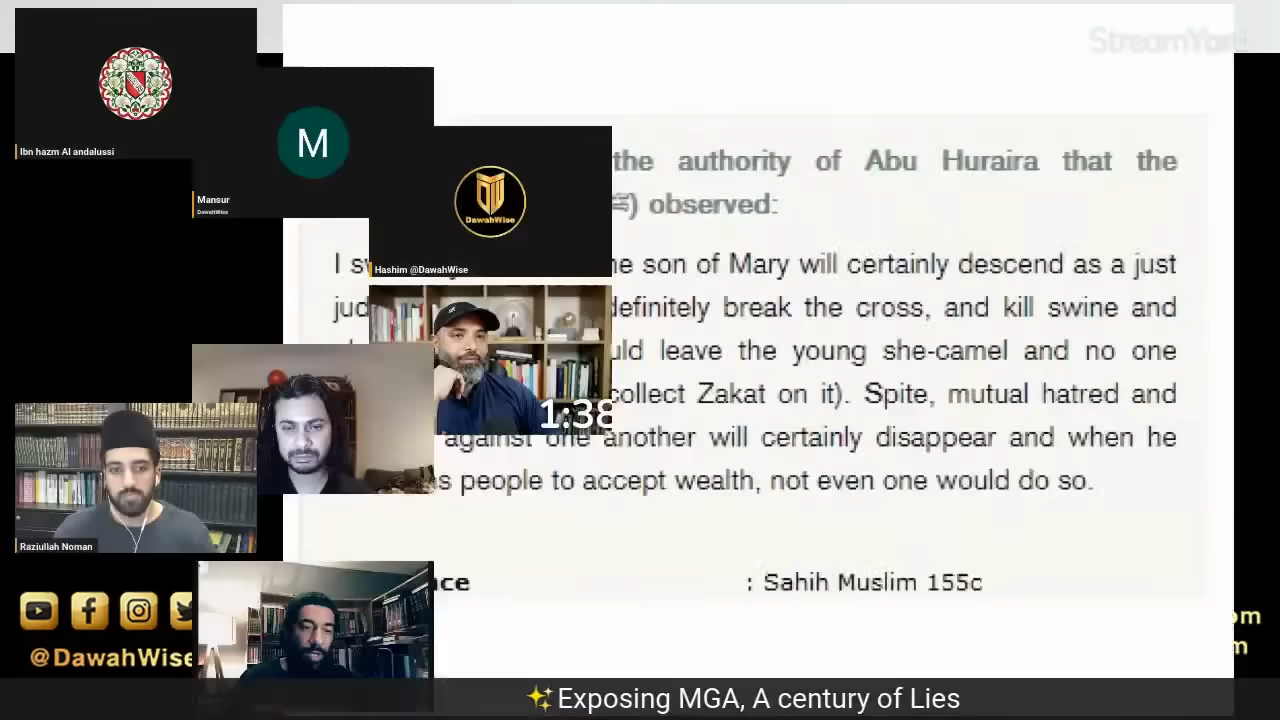 StreamYard
Ibn hazm Al andalussi
M
Mansur
DawahWise
DawahWise
Hashim @DawahWise
the authority of Abu Huraira that the
) observed:
I son of Mary will certainly descend as a just
definitely break the cross, and kill swine and
leave the young she-camel and no one
collect Zakat on it). Spite, mutual hatred and
against one another will certainly disappear and when he
people to accept wealth, not even one would do so.
1:38
Raziullah Noman
: Sahih Muslim 155c
@DawahWise
✨Exposing MGA, A century of Lies